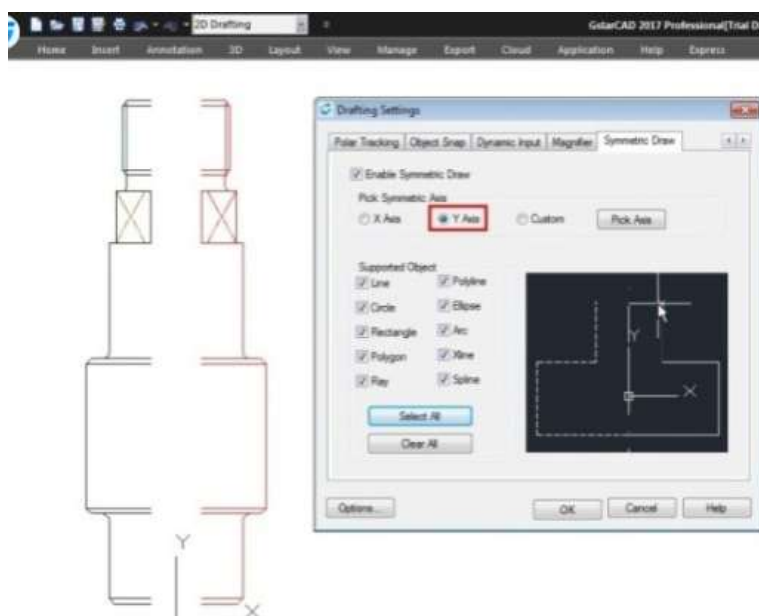 2D Drafting
GstarCAD 2017 Professional[Trial D
Home Insert Annotation 3D Layout View Manage Export Cloud Application Help Express
Drafting Settings
Polar Tracking Object Snap Dynamic Input Magnifier Symmetric Draw
Enable Symmetric Draw
Pick Symmetric Axis
X Axis Y Axis Custom Pick Axis
Supported Object
Line Polyline
Circle Ellipse
Rectangle Arc
Polygon Xline
Ray Spline
Y
X
Select All
Clear All
Options... OK Cancel Help
Y
X